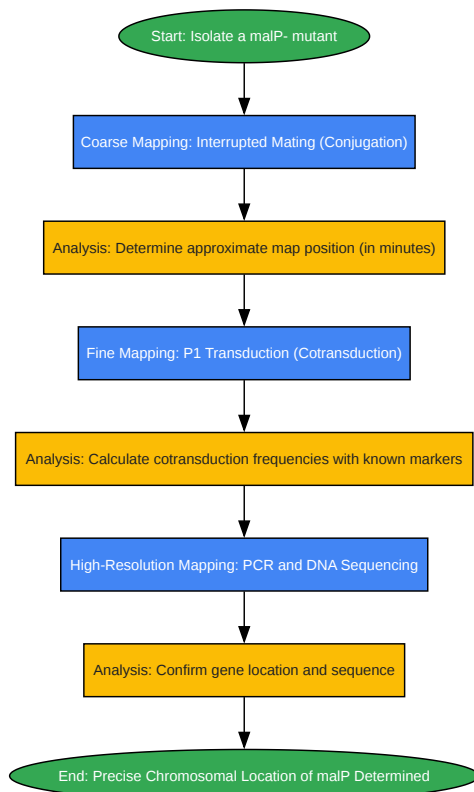 Start: Isolate a malP- mutant
Coarse Mapping: Interrupted Mating (Conjugation)
Analysis: Determine approximate map position (in minutes)
Fine Mapping: P1 Transduction (Cotransduction)
Analysis: Calculate cotransduction frequencies with known markers
High-Resolution Mapping: PCR and DNA Sequencing
Analysis: Confirm gene location and sequence
End: Precise Chromosomal Location of malP Determined